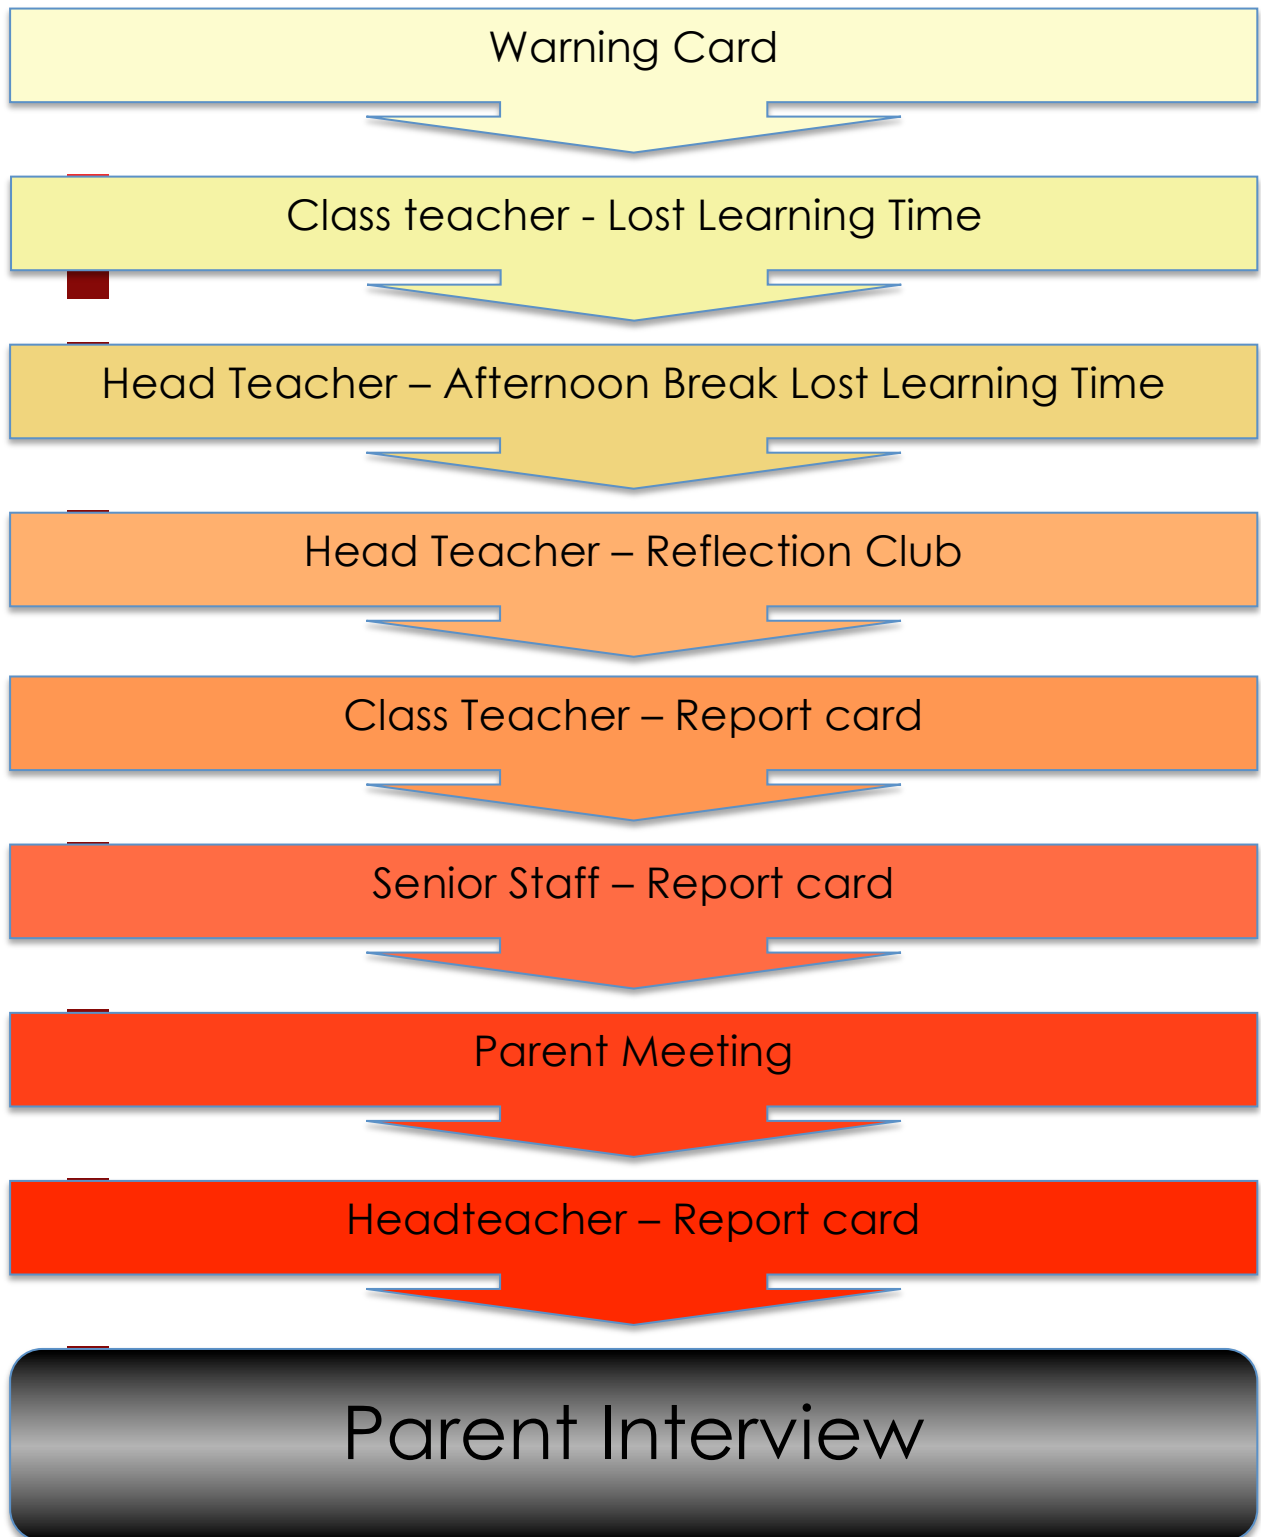 Warning Card
Class teacher - Lost Learning Time
Head Teacher – Afternoon Break Lost Learning Time
Head Teacher – Reflection Club
Class Teacher – Report card
Senior Staff – Report card
Parent Meeting
Headteacher – Report card
Parent Interview